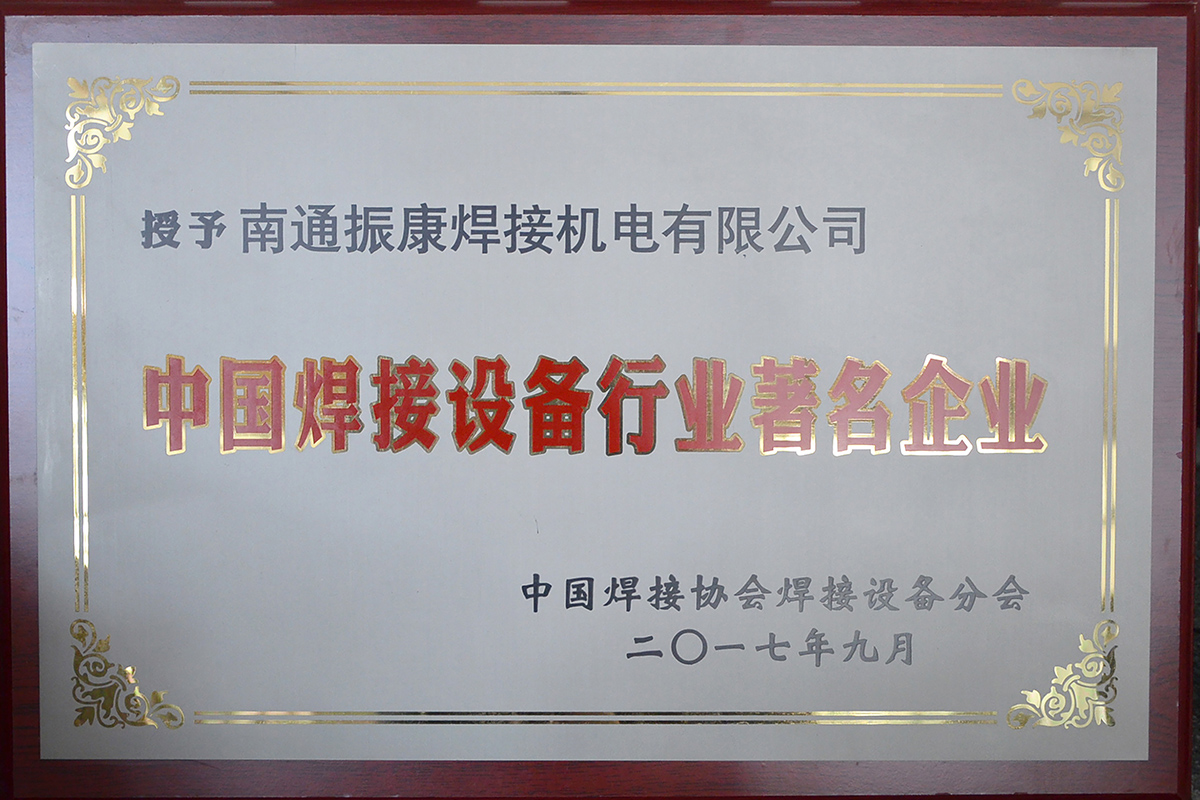 授予 南通振康焊接机电有限公司
中国焊接设备行业著名企业
中国焊接协会焊接设备分会
二〇一七年九月